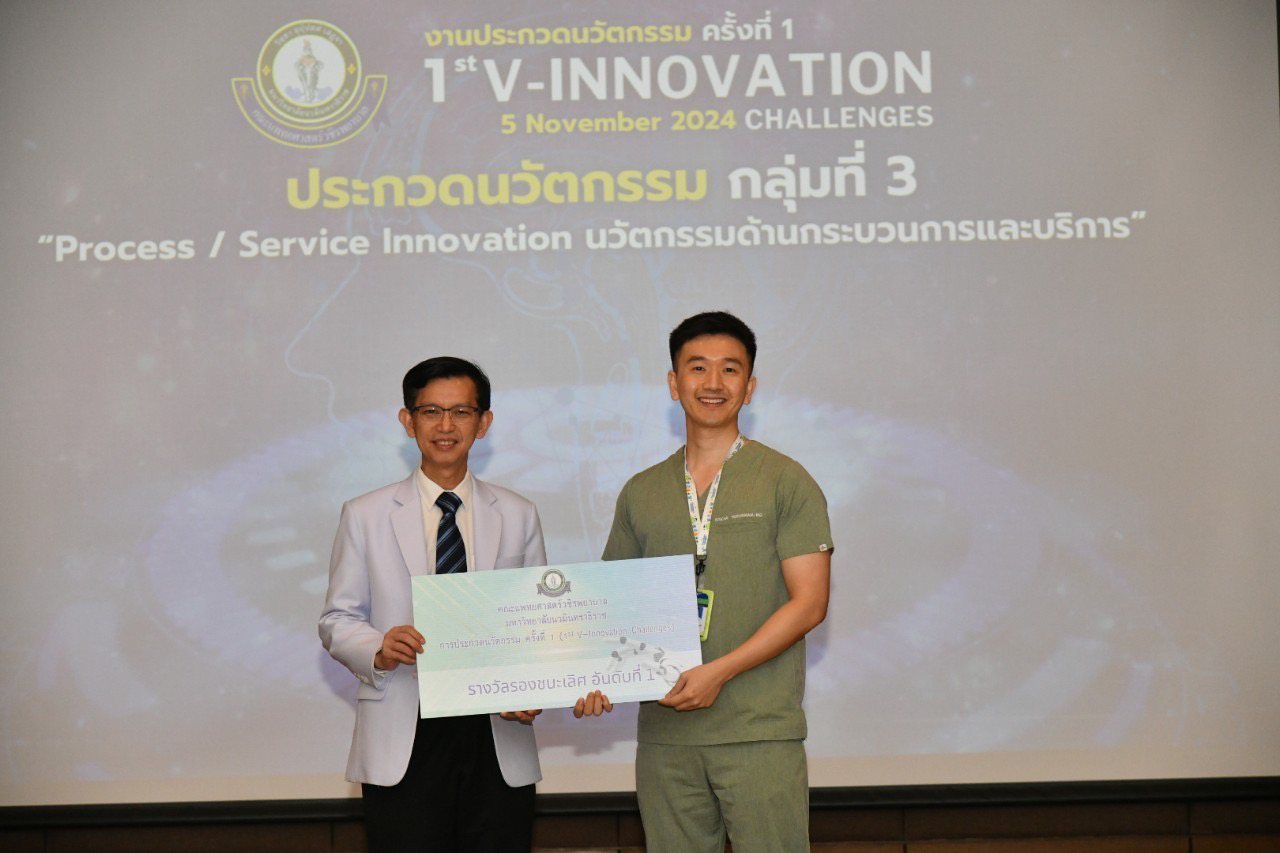 งานประกวดนวัตกรรม ครั้งที่ 1
1st V-INNOVATION
5 November 2024 CHALLENGES
ประกวดนวัตกรรม กลุ่มที่ 3
“Process / Service Innovation นวัตกรรมด้านกระบวนการและบริการ”
คณะแพทยศาสตร์วชิรพยาบาล
มหาวิทยาลัยนวมินทราธิราช
การประกวดนวัตกรรม ครั้งที่ 1 (1st V-Innovation Challenges)
รางวัลรองชนะเลิศ อันดับที่ 1